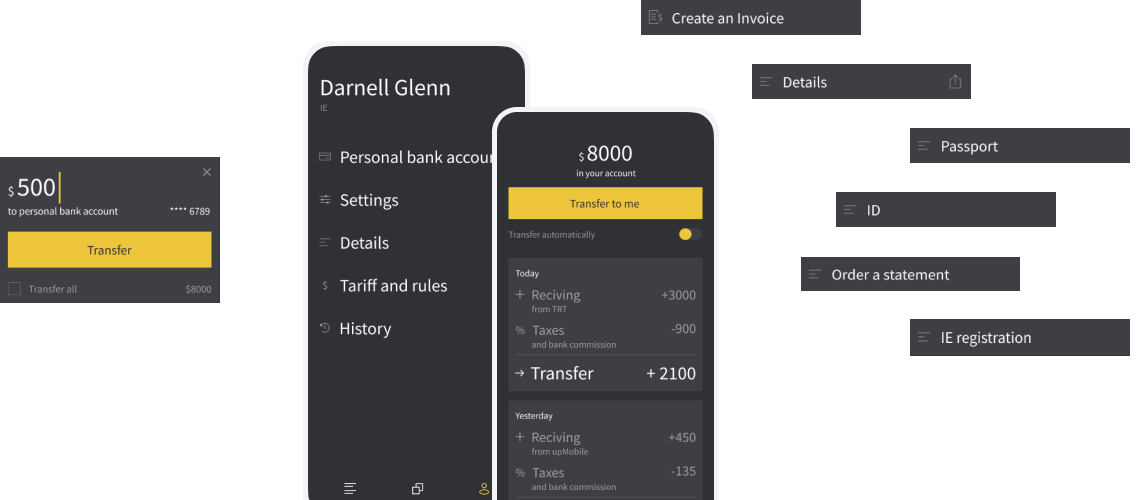 $ 500
to personal bank account **** 6789
Transfer
Transfer all $8000
Darnell Glenn
IE
Personal bank accou
Settings
Details
$ Tariff and rules
History
$ 8000
in your account
Transfer to me
Transfer automatically
Today
+ Reciving +3000
from TRT
% Taxes -900
and bank commission
→ Transfer + 2100
Yesterday
+ Reciving +450
from upMobile
% Taxes -135
and bank commission
Create an Invoice
Details
Passport
ID
Order a statement
IE registration